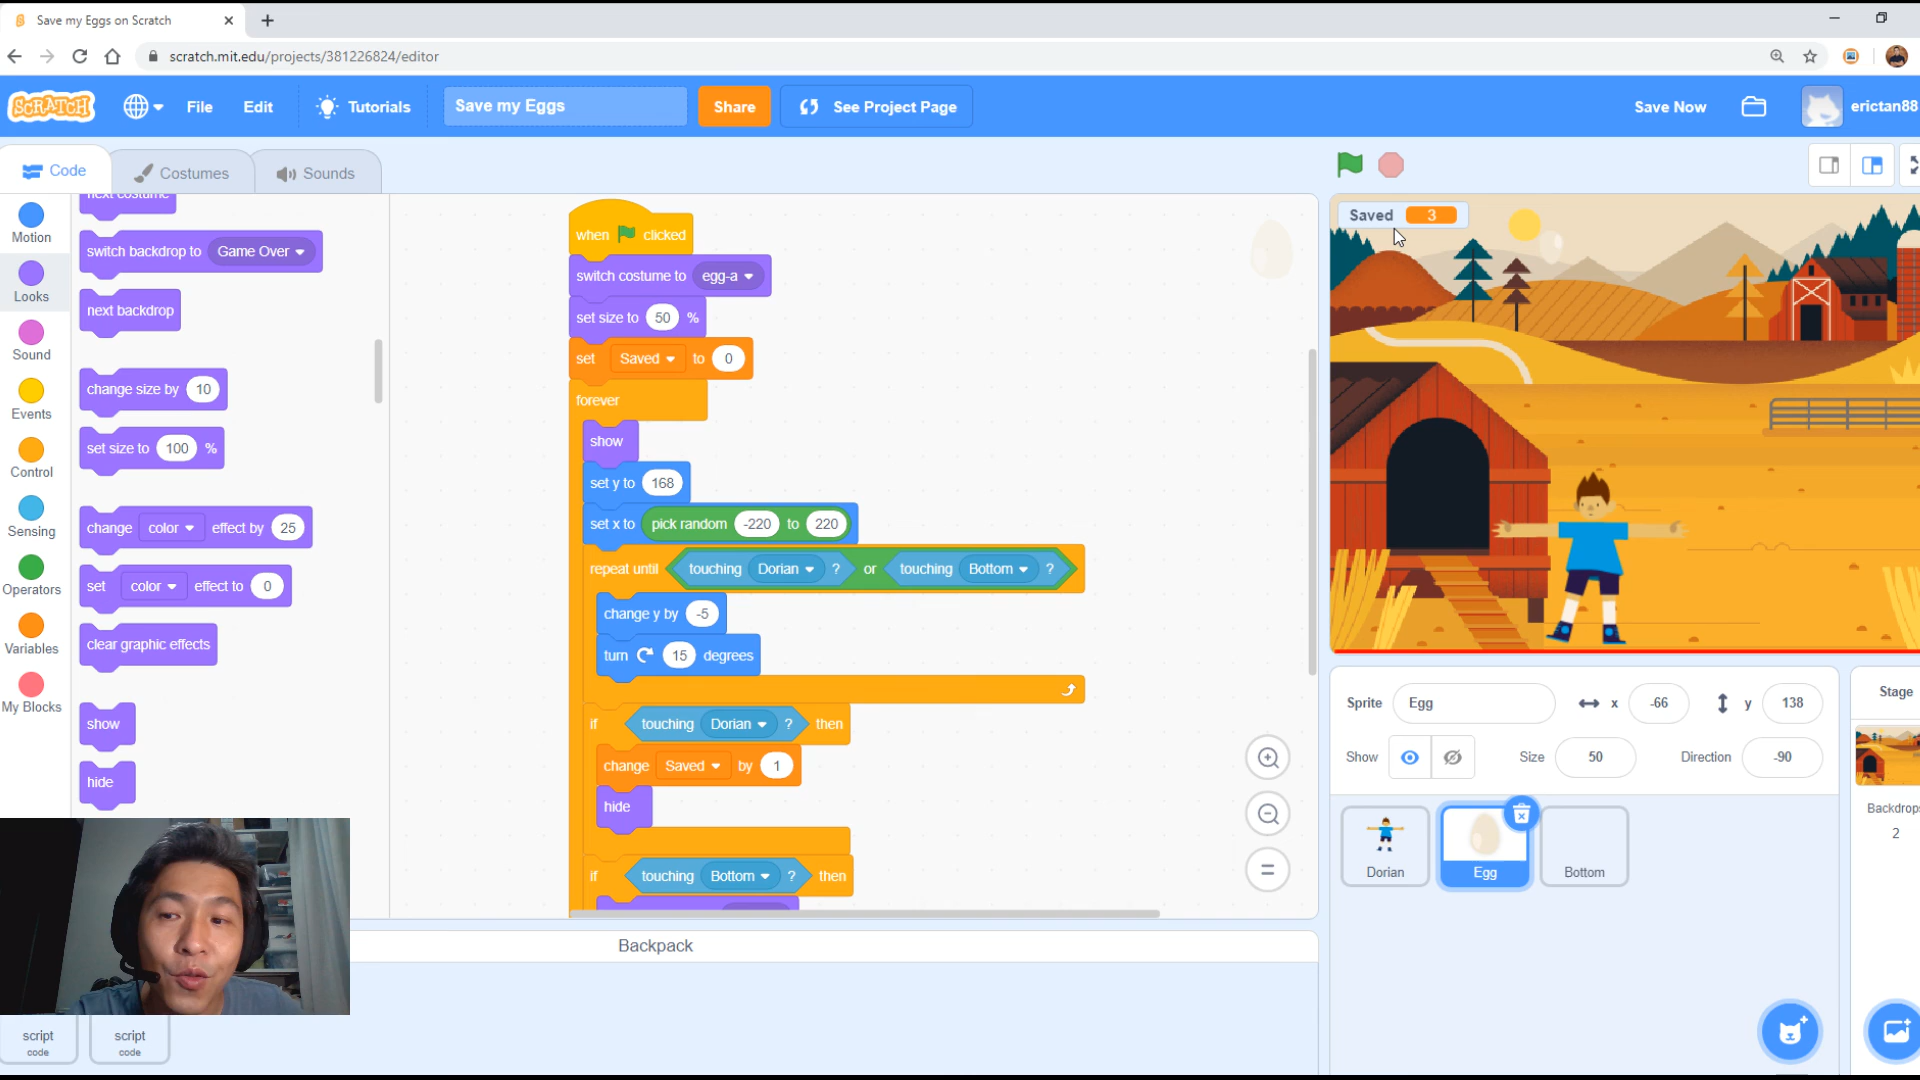 Save my Eggs on Scratch
scratch.mit.edu/projects/381226824/editor
SCRATCH
File
Edit
Tutorials
Save my Eggs
Share
See Project Page
Save Now
erictan88
Code
Costumes
Sounds
Motion
Looks
Sound
Events
Control
Sensing
Operators
Variables
My Blocks
next costume
switch backdrop to Game Over
next backdrop
change size by 10
set size to 100 %
change color effect by 25
set color effect to 0
clear graphic effects
show
hide
when clicked
switch costume to egg-a
set size to 50 %
set Saved to 0
forever
show
set y to 168
set x to pick random -220 to 220
repeat until touching Dorian ? or touching Bottom ?
change y by -5
turn 15 degrees
if touching Dorian ? then
change Saved by 1
hide
if touching Bottom ? then
Backpack
script
code
script
code
Saved 3
Sprite Egg x -66 y 138
Show Size 50 Direction -90
Dorian
Egg
Bottom
Stage
Backdrops
2